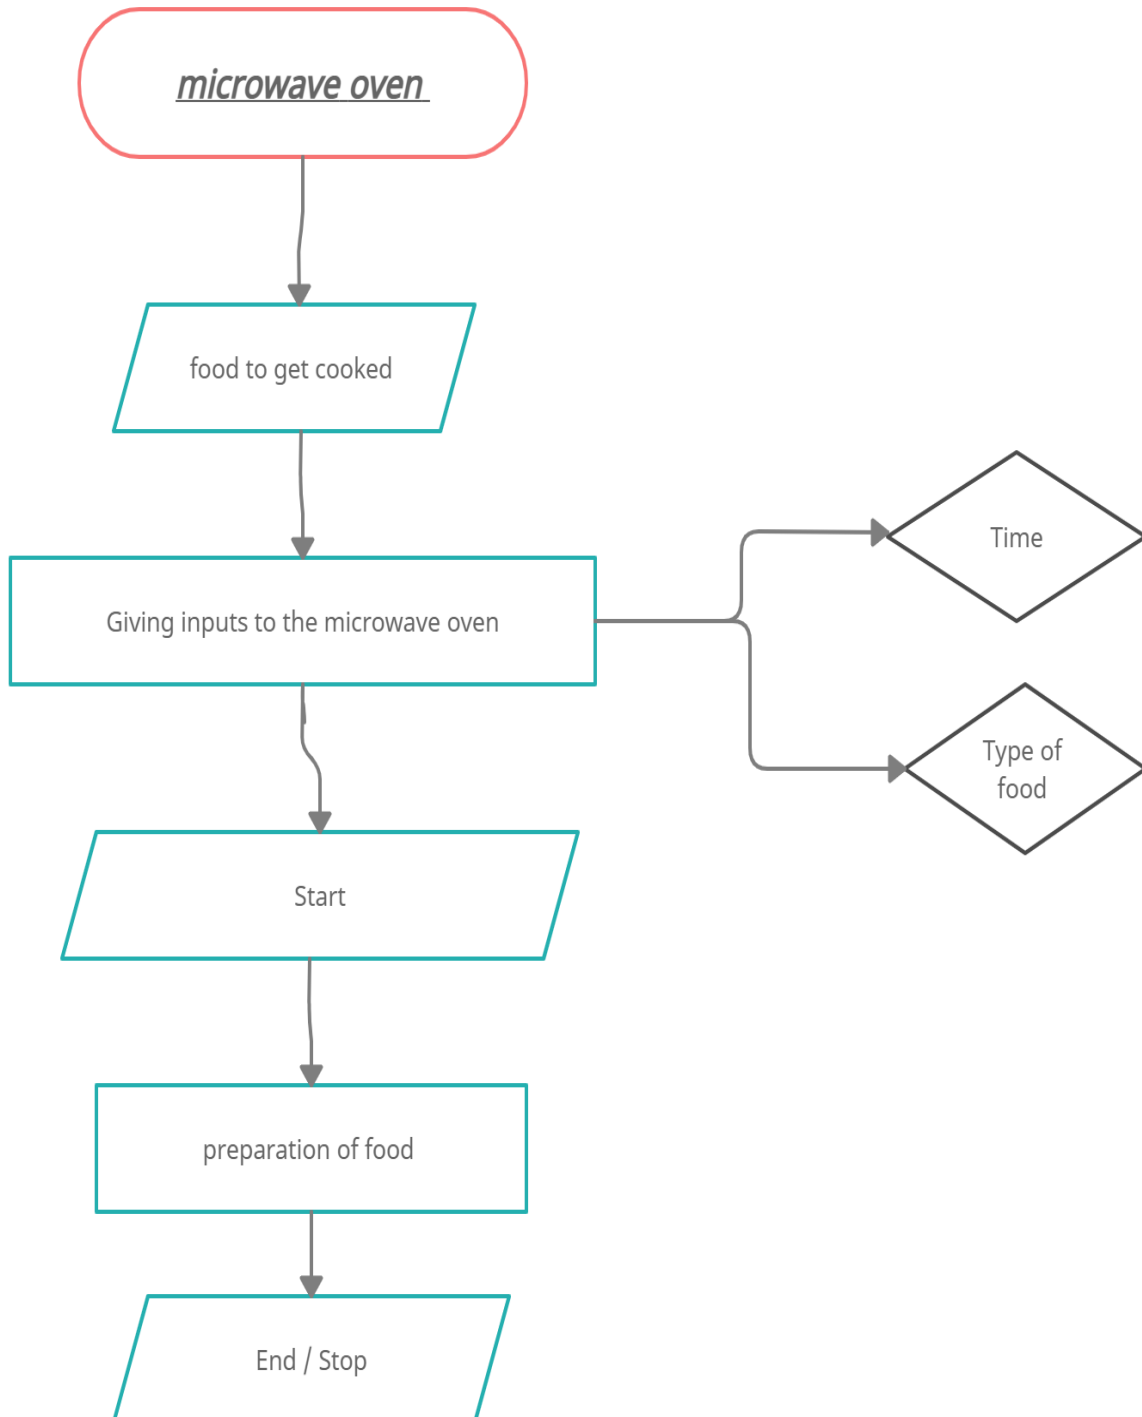 microwave oven
food to get cooked
Giving inputs to the microwave oven
Time
Type of
food
Start
preparation of food
End / Stop